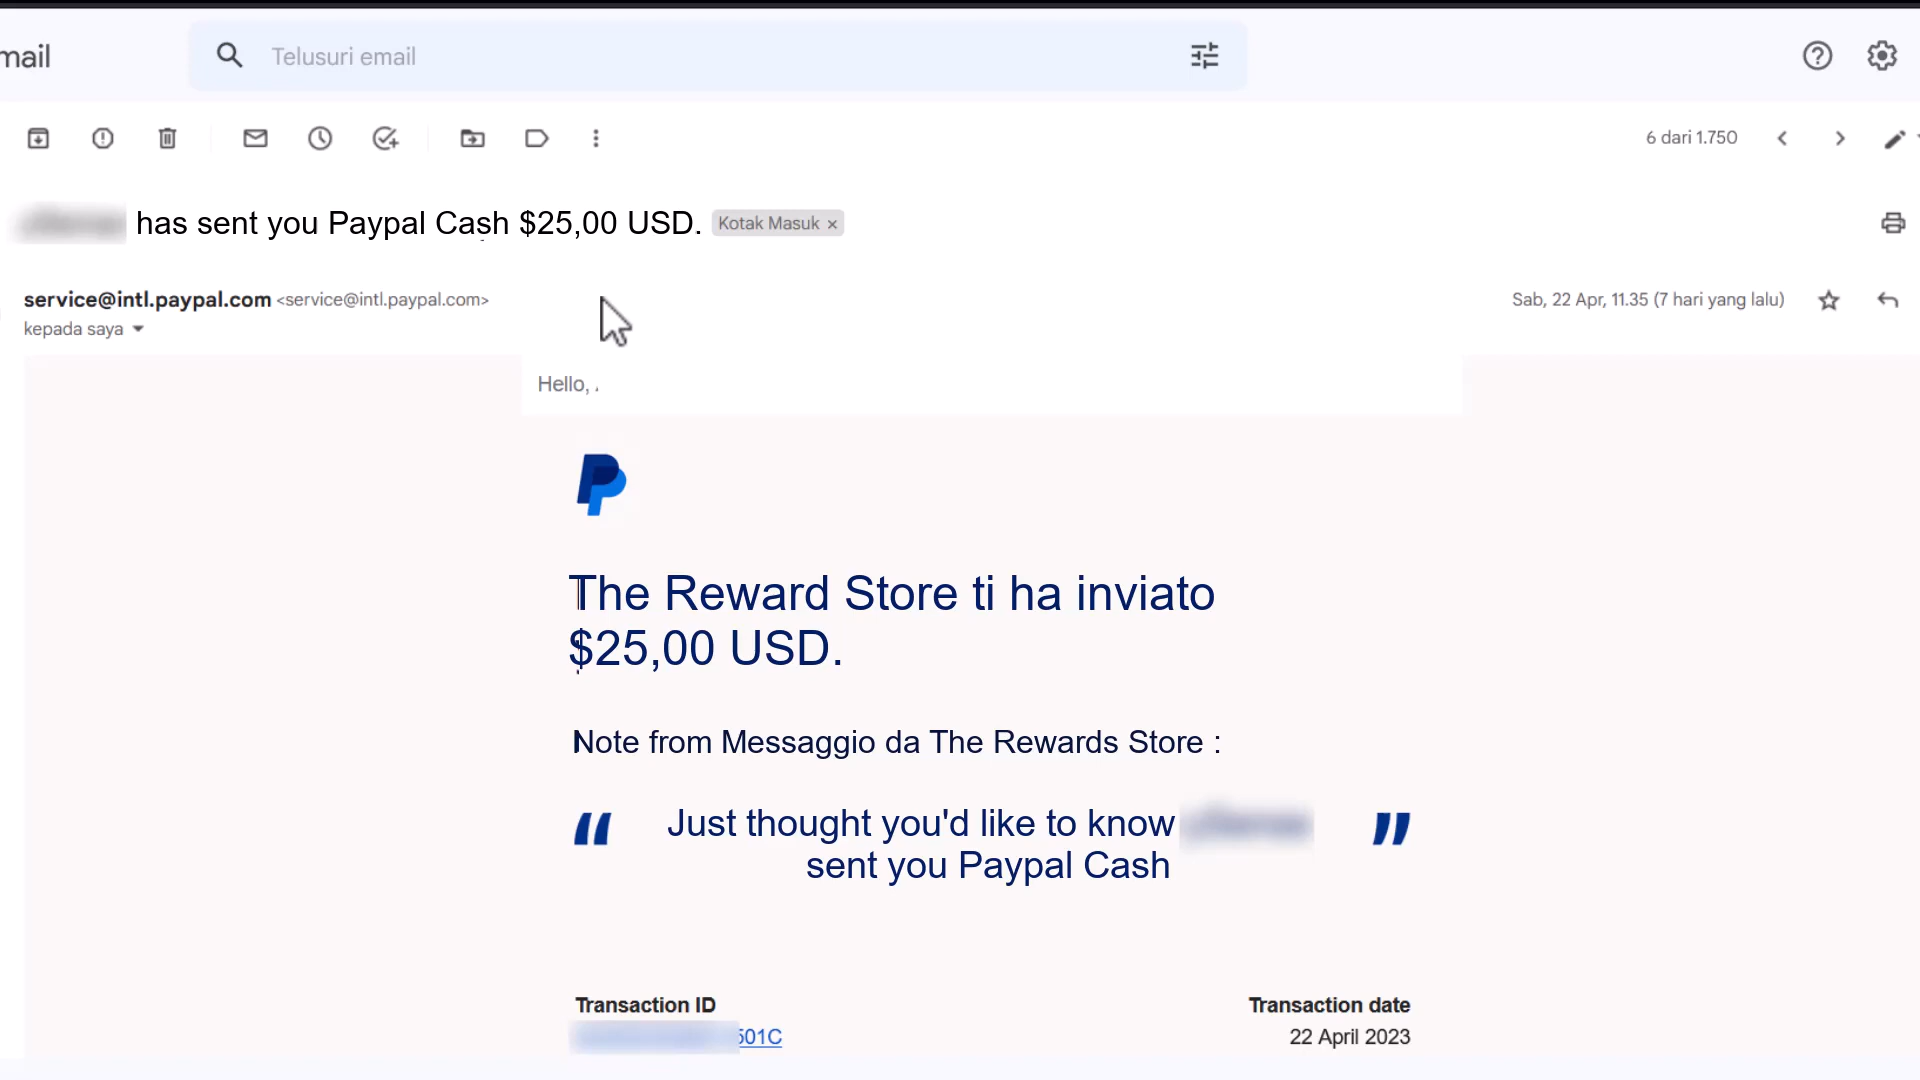 mail
Telusuri email
6 dari 1.750
has sent you Paypal Cash $25,00 USD. Kotak Masuk ×
service@intl.paypal.com <service@intl.paypal.com>
Sab, 22 Apr, 11.35 (7 hari yang lalu)
kepada saya
Hello,
The Reward Store ti ha inviato
$25,00 USD.
Note from Messaggio da The Rewards Store :
“ Just thought you'd like to know ”
sent you Paypal Cash
Transaction ID
Transaction date
501C
22 April 2023